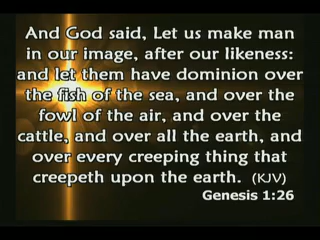 And God said, Let us make man
in our image, after our likeness:
and let them have dominion over
the fish of the sea, and over the
fowl of the air, and over the
cattle, and over all the earth, and
over every creeping thing that
creepeth upon the earth. (KJV)
Genesis 1:26